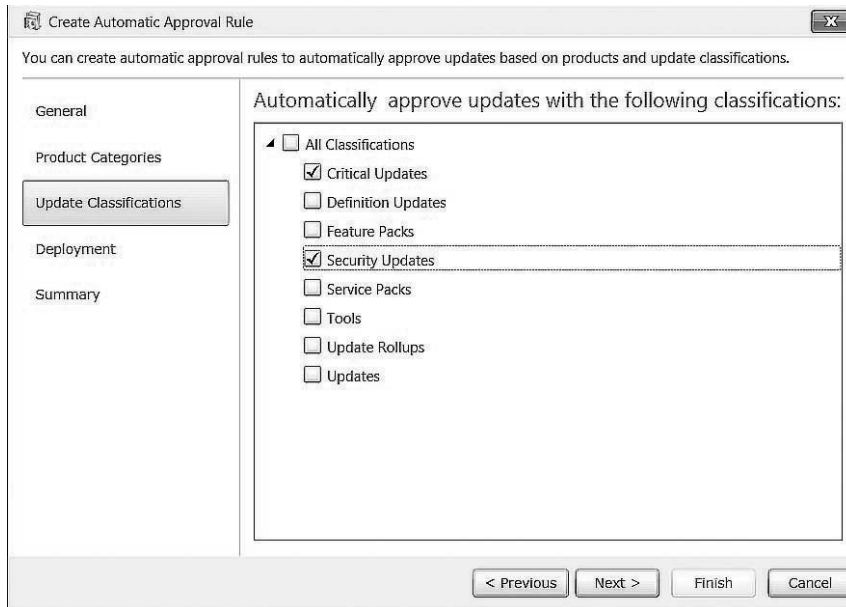 Create Automatic Approval Rule
You can create automatic approval rules to automatically approve updates based on products and update classifications.
General
Product Categories
Update Classifications
Deployment
Summary
Automatically approve updates with the following classifications:
All Classifications
Critical Updates
Definition Updates
Feature Packs
Security Updates
Service Packs
Tools
Update Rollups
Updates
< Previous
Next >
Finish
Cancel